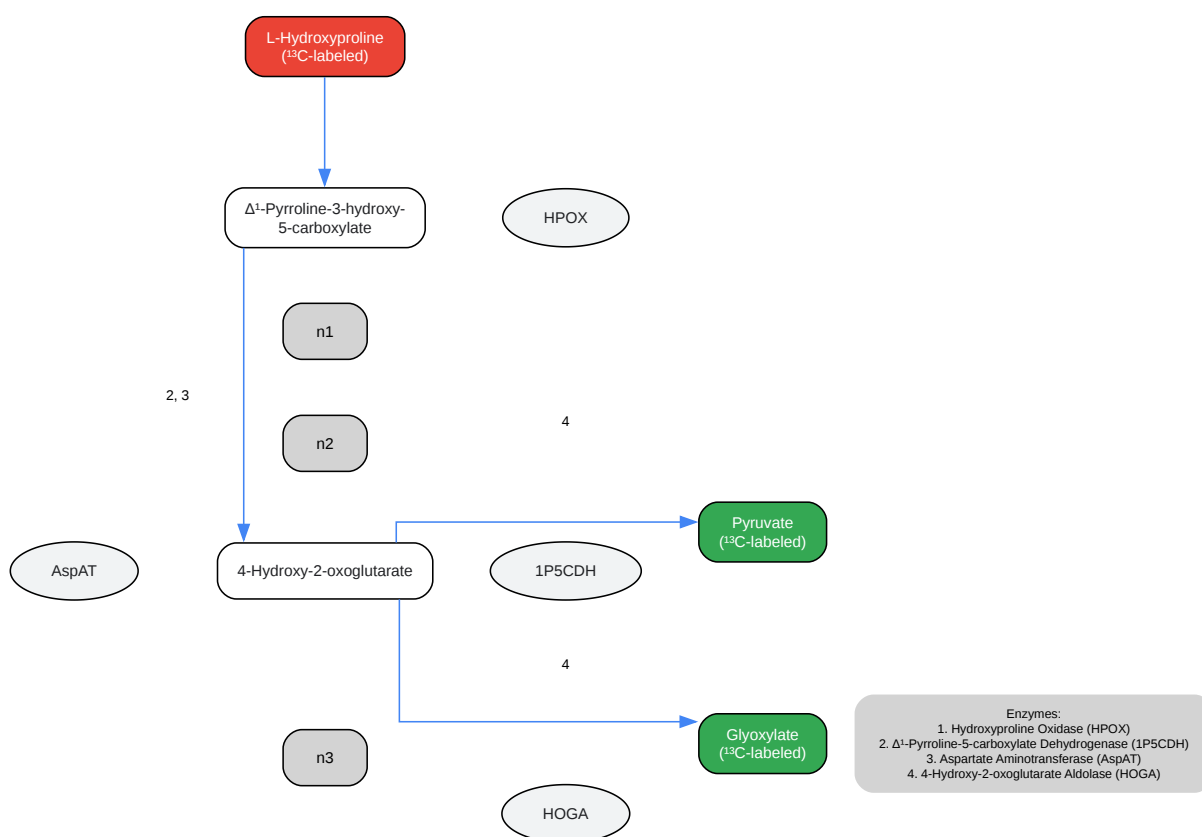 L-Hydroxyproline
(¹³C-labeled)
Δ¹-Pyrroline-3-hydroxy-
5-carboxylate
HPOX
n1
2, 3
4
n2
Pyruvate
(¹³C-labeled)
AspAT
4-Hydroxy-2-oxoglutarate
1P5CDH
4
Glyoxylate
(¹³C-labeled)
n3
Enzymes:
1. Hydroxyproline Oxidase (HPOX)
2. Δ¹-Pyrroline-5-carboxylate Dehydrogenase (1P5CDH)
3. Aspartate Aminotransferase (AspAT)
4. 4-Hydroxy-2-oxoglutarate Aldolase (HOGA)
HOGA